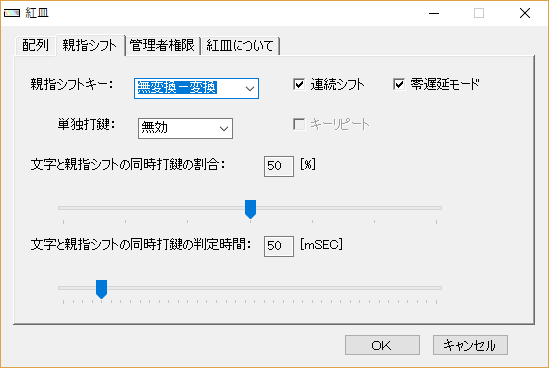 紅皿
配列 親指シフト 管理者権限 紅皿について
親指シフトキー: 無変換－変換 連続シフト 零遅延モード
単独打鍵: 無効 キーリピート
文字と親指シフトの同時打鍵の割合: 50 [%]
文字と親指シフトの同時打鍵の判定時間: 50 [mSEC]
OK キャンセル